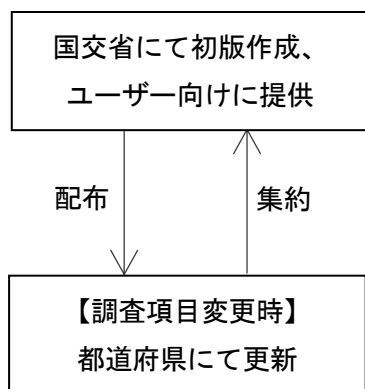 国交省にて初版作成、
ユーザー向けに提供
配布
集約
【調査項目変更時】
都道府県にて更新